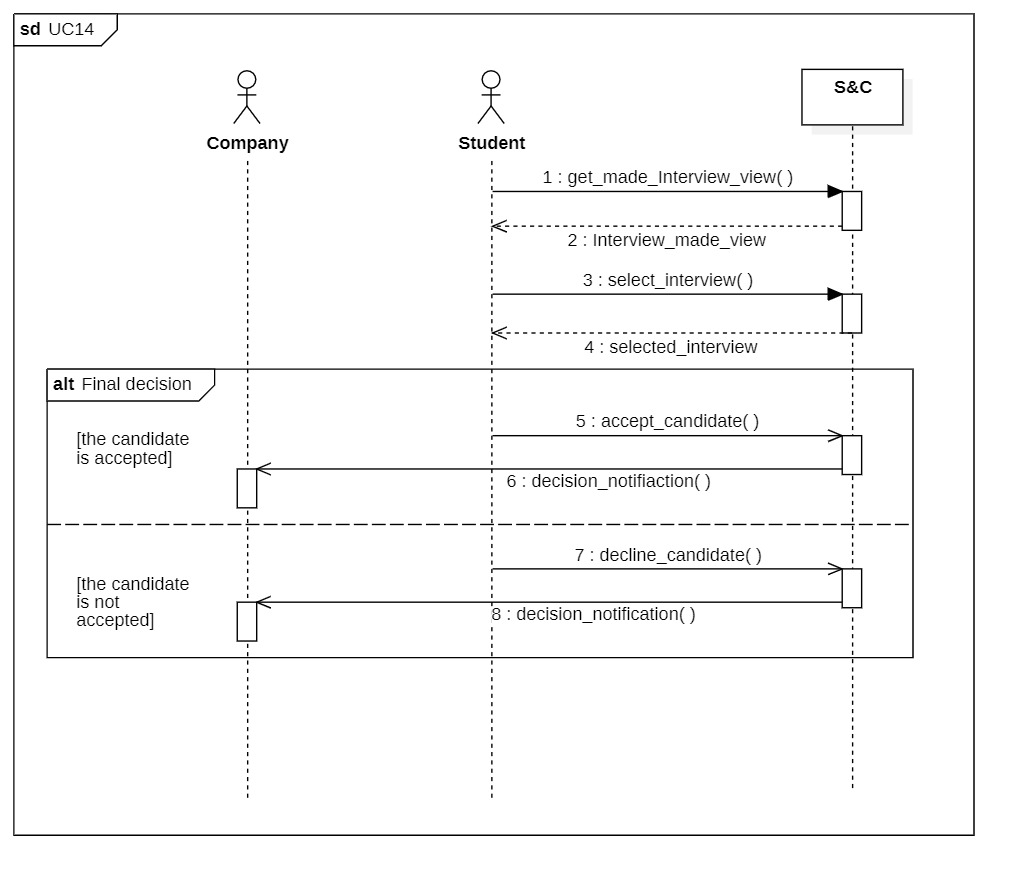 sd UC14
Company
Student
S&C
1 : get_made_Interview_view( )
2 : Interview_made_view
3 : select_interview( )
4 : selected_interview
alt Final decision
[the candidate
is accepted]
5 : accept_candidate( )
6 : decision_notifiaction( )
[the candidate
is not
accepted]
7 : decline_candidate( )
8 : decision_notification( )